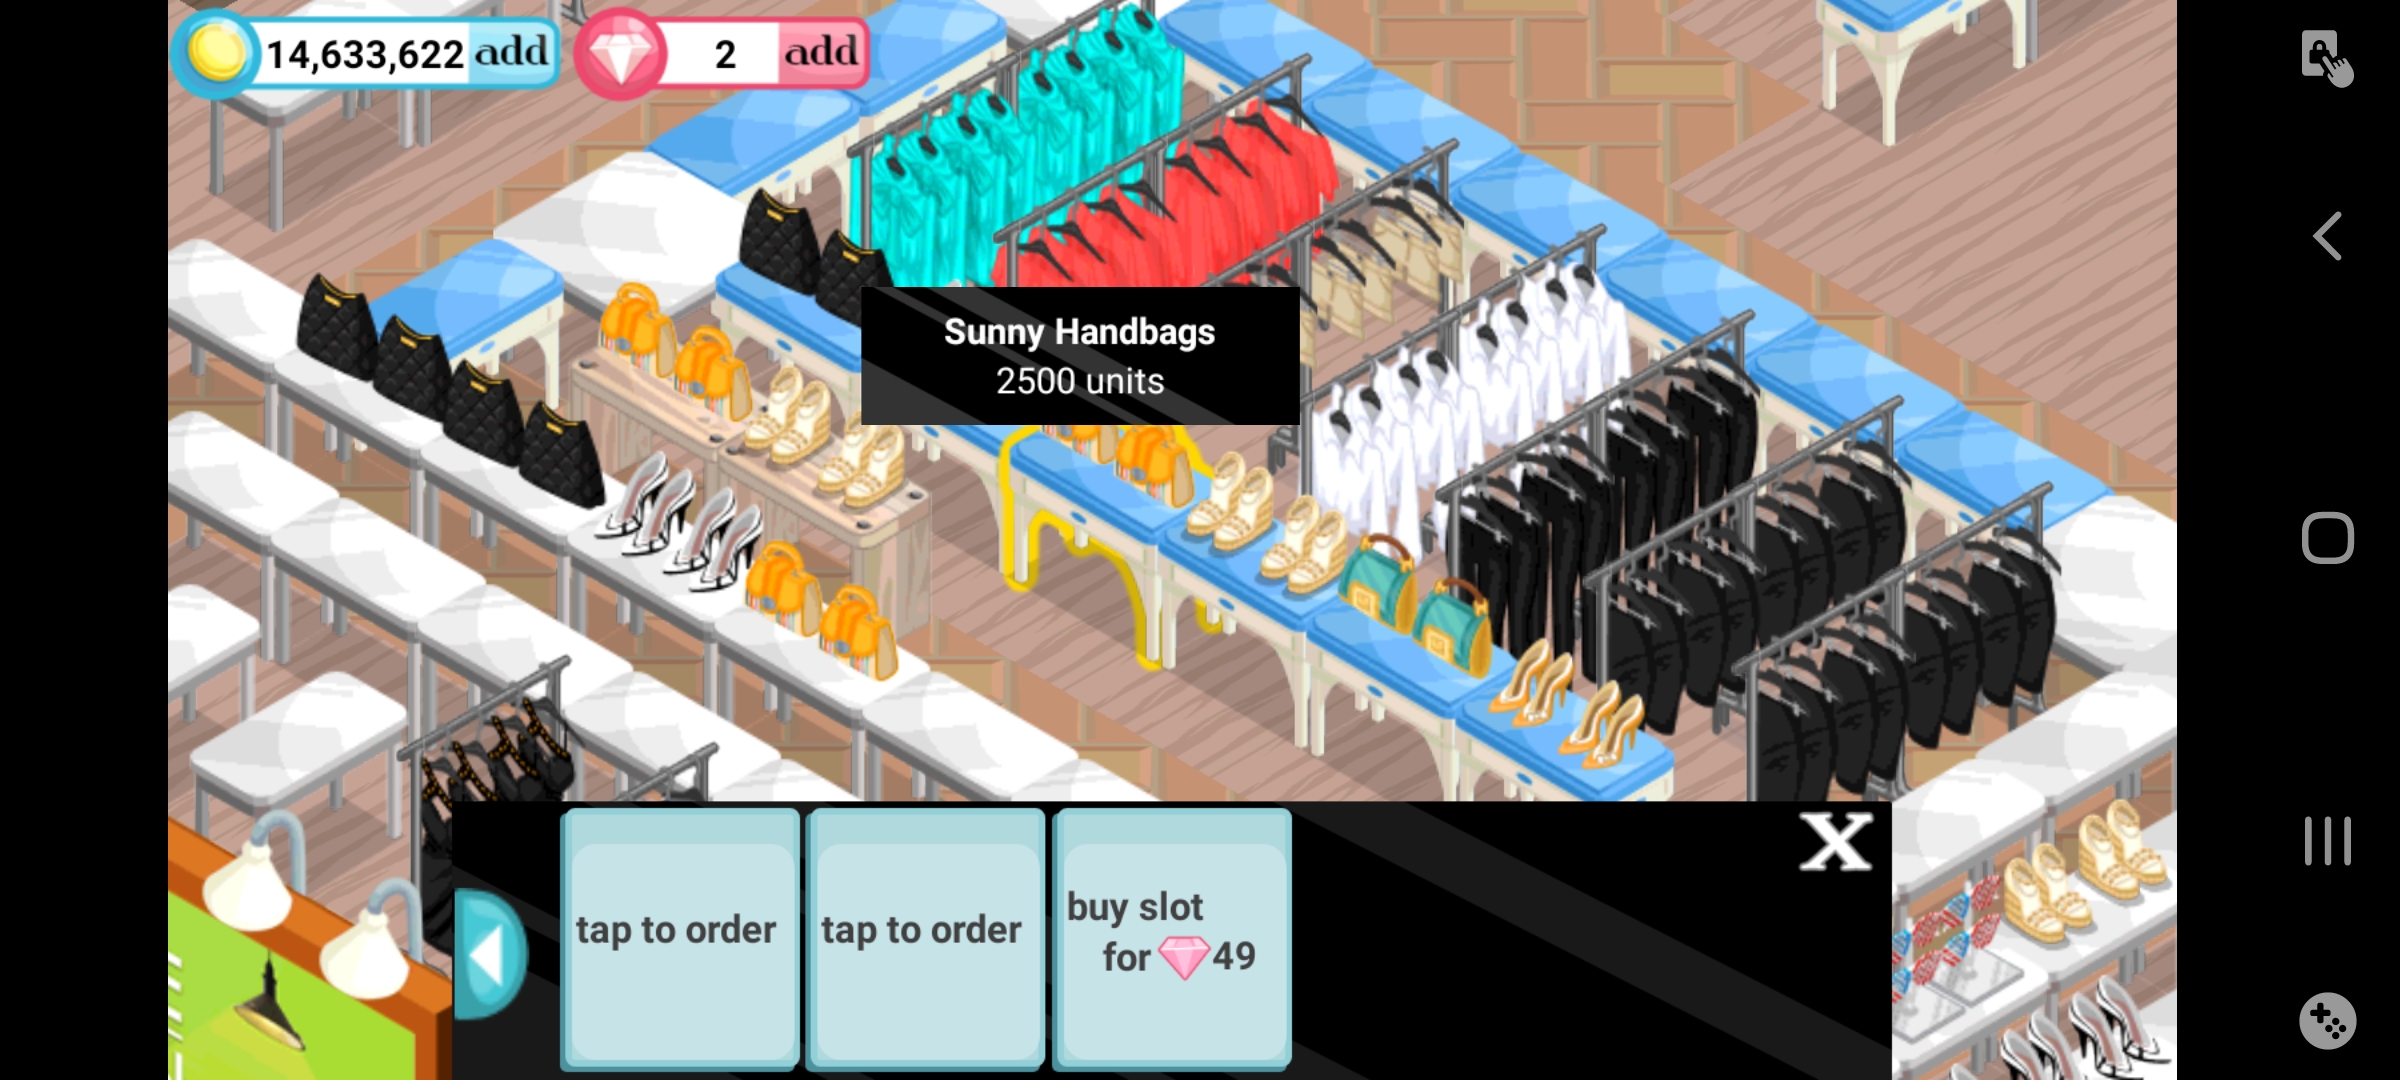 14,633,622 add
2 add
Sunny Handbags
2500 units
tap to order
tap to order
buy slot
for 49
X